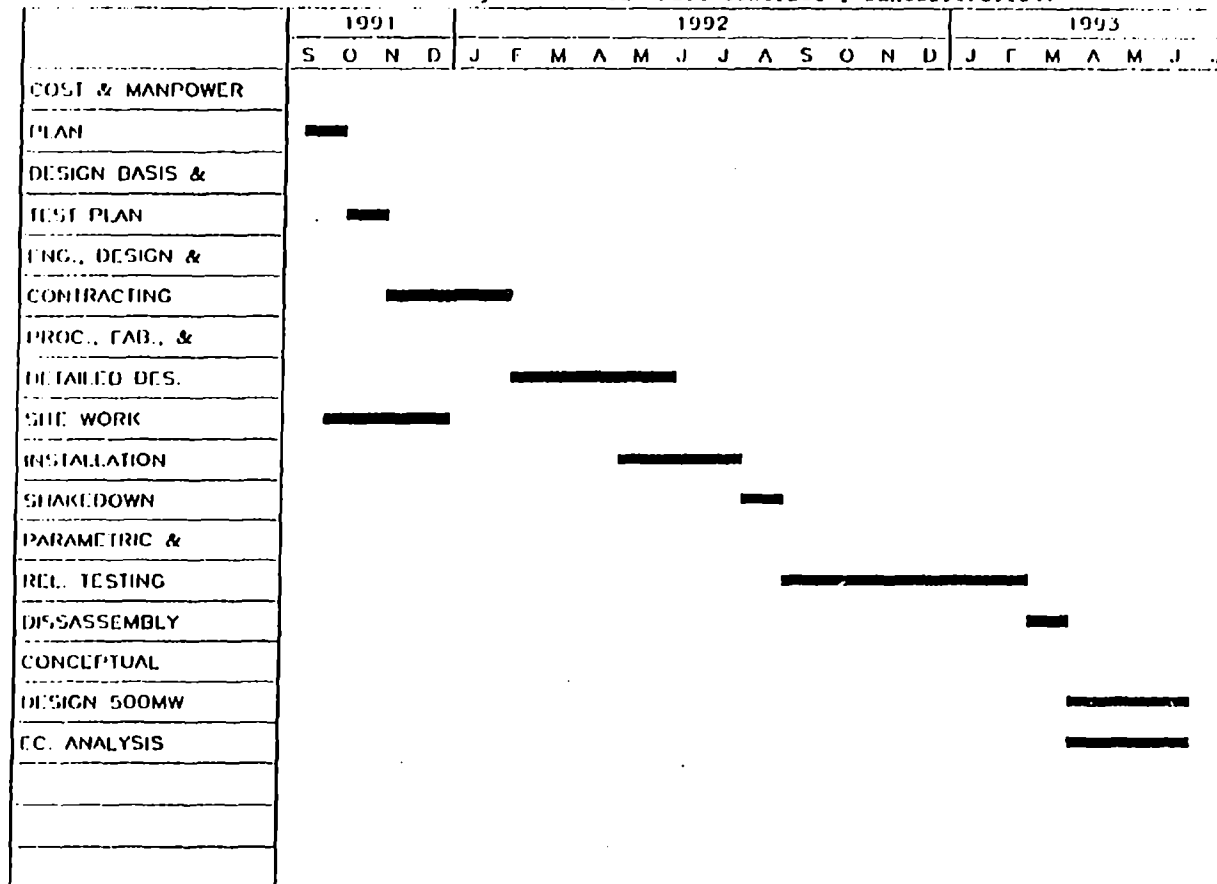 1991 1992 1993
S O N D J F M A M J J A S O N D J F M A M J
COST & MANPOWER
PLAN
DESIGN BASIS &
TEST PLAN
ENG., DESIGN &
CONTRACTING
PROC., FAB., &
DETAILED DES.
SITE WORK
INSTALLATION
SHAKEDOWN
PARAMETRIC &
REL. TESTING
DISSASSEMBLY
CONCEPTUAL
DESIGN 500MW
EC. ANALYSIS